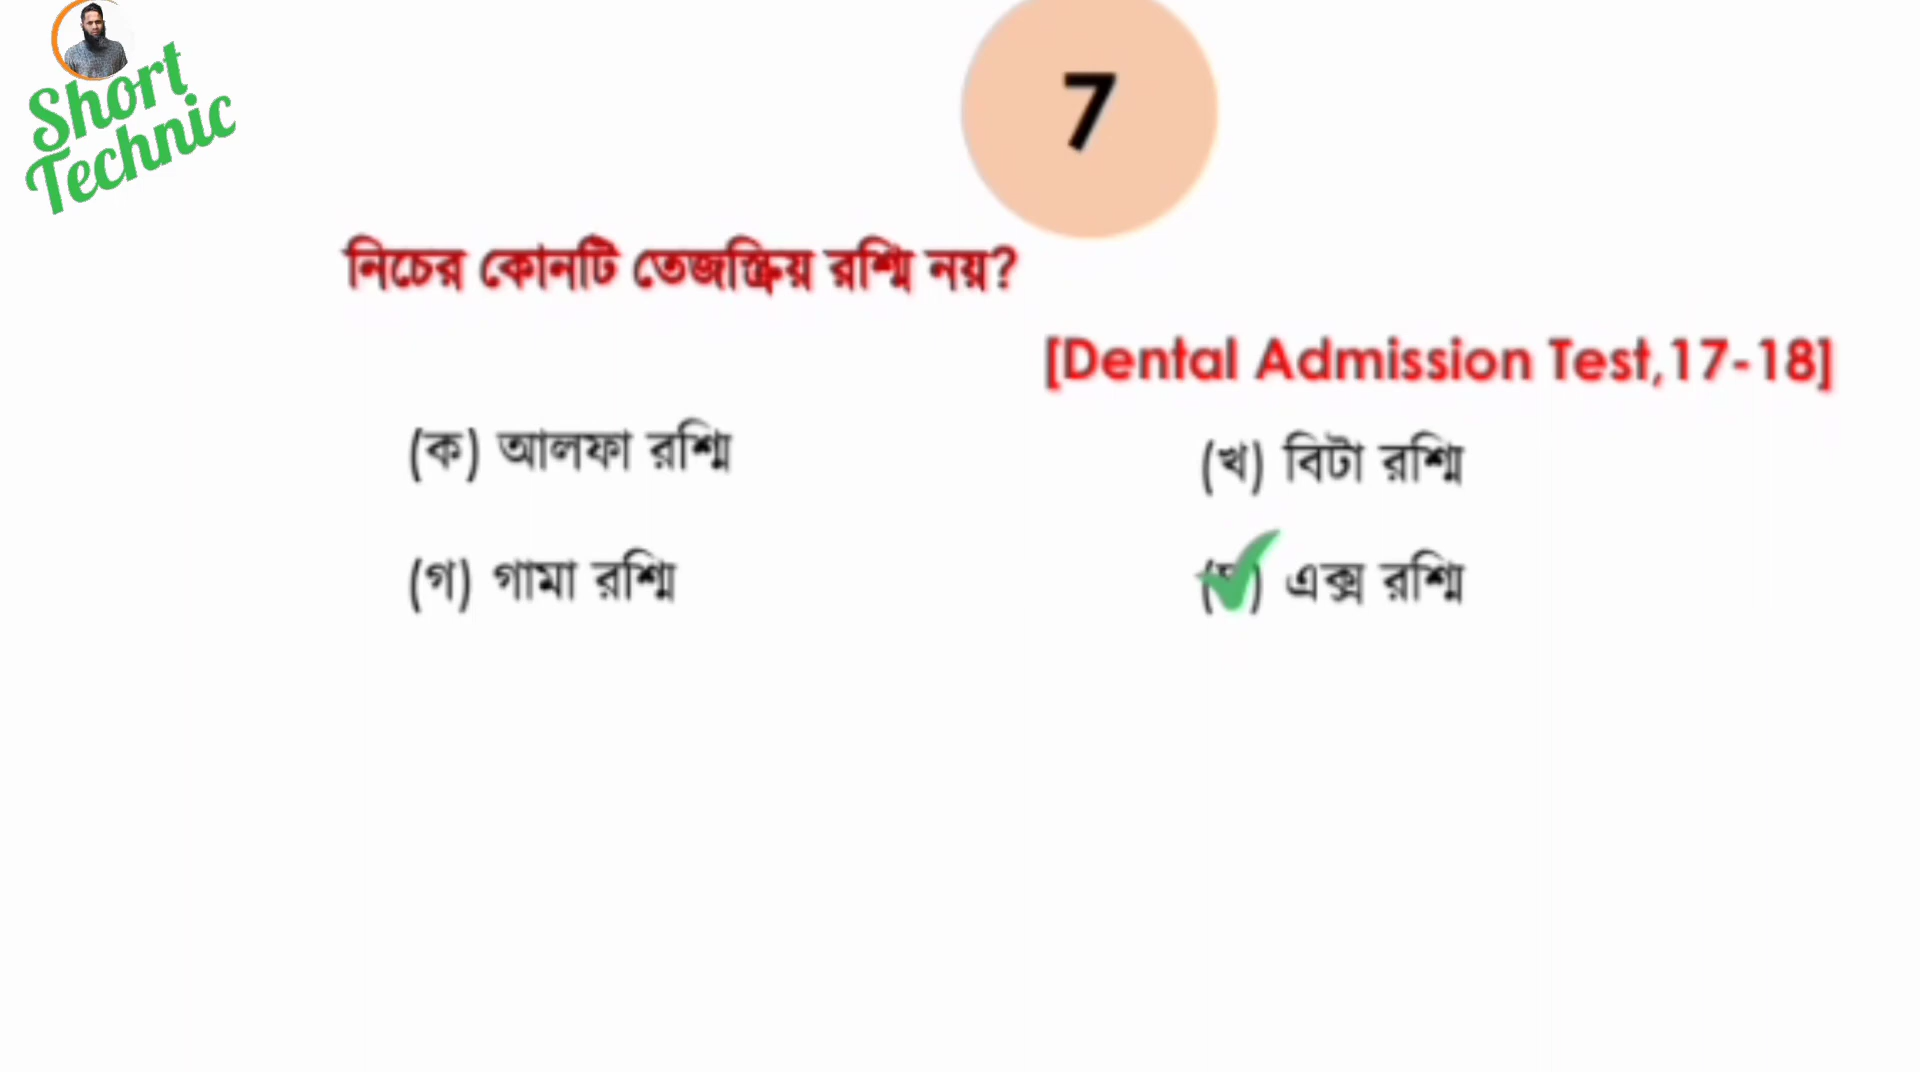 Short
Technic
7
নিচের কোনটি তেজস্ক্রিয় রশ্মি নয়?
[Dental Admission Test,17-18]
(ক) আলফা রশ্মি
(খ) বিটা রশ্মি
(গ) গামা রশ্মি
(ঘ) এক্স রশ্মি